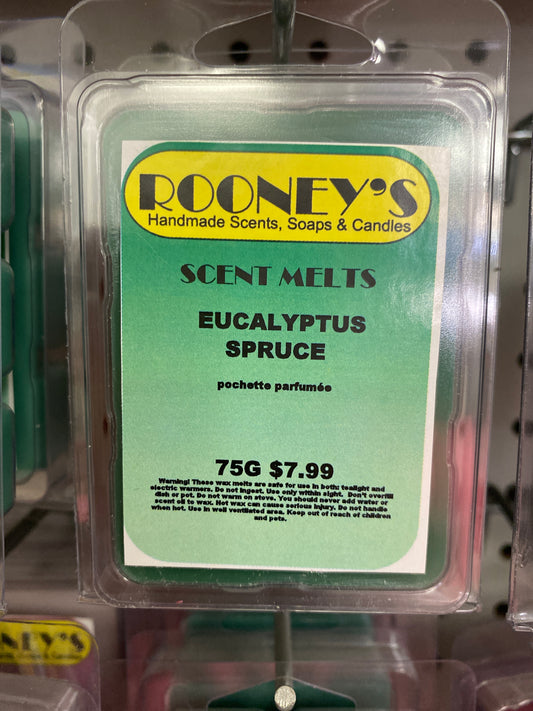 ROONEY'S
Handmade Scents, Soaps & Candles
SCENT MELTS
EUCALYPTUS
SPRUCE
pochette parfumée
75G $7.99
Warning! These wax melts are safe for use in both: tealight and
electric warmers. Do not ingest. Use only within sight. Don't overfill
dish or pot. Do not warm on stove. You should never add water or
scent oil to wax. Hot wax can cause serious injury. Do not handle
when hot. Use in well ventilated area. Keep out of reach of children
and pets.
ROONEY'S